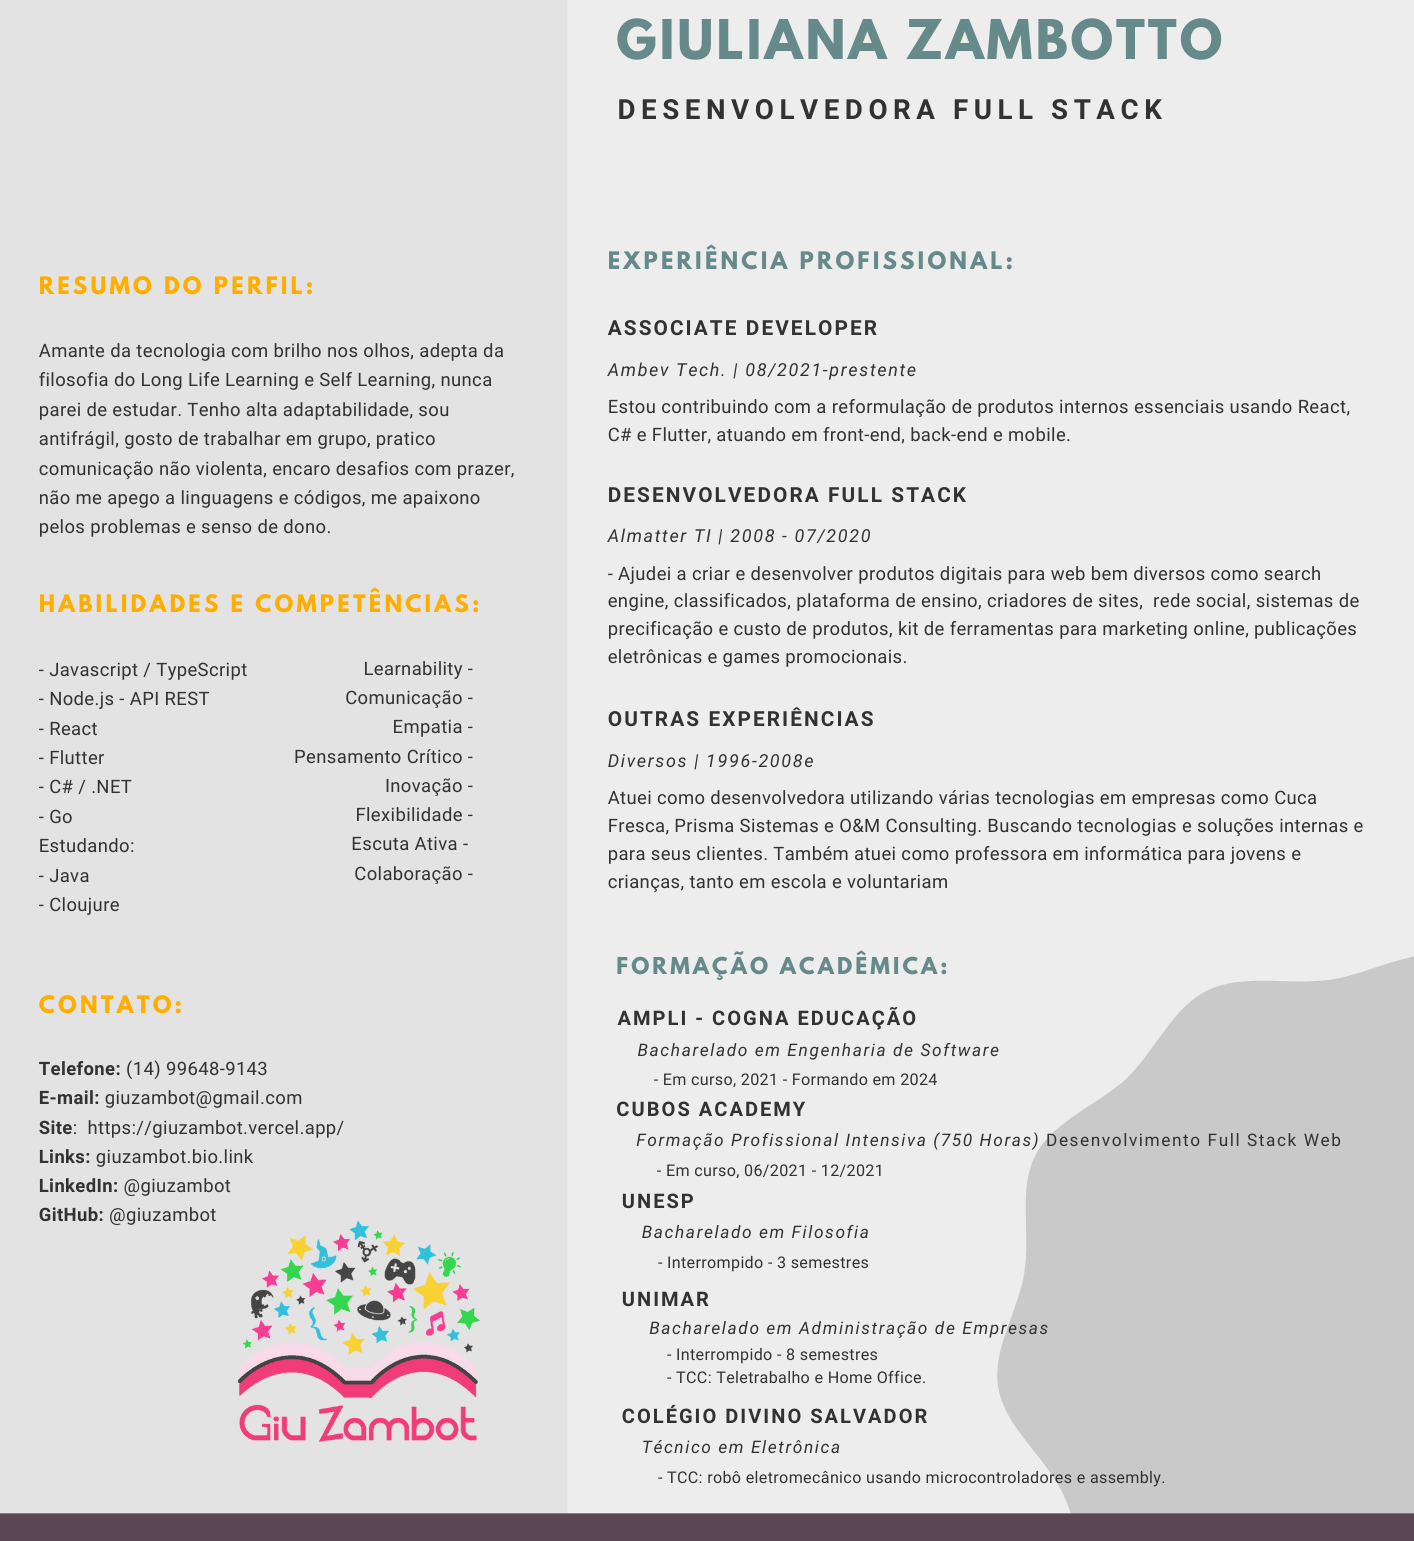 GIULIANA ZAMBOTTO
DESENVOLVEDORA FULL STACK
RESUMO DO PERFIL:
Amante da tecnologia com brilho nos olhos, adepta da
filosofia do Long Life Learning e Self Learning, nunca
parei de estudar. Tenho alta adaptabilidade, sou
antifrágil, gosto de trabalhar em grupo, pratico
comunicação não violenta, encaro desafios com prazer,
não me apego a linguagens e códigos, me apaixono
pelos problemas e senso de dono.
HABILIDADES E COMPETÊNCIAS:
- Javascript / TypeScript
- Node.js - API REST
- React
- Flutter
- C# / .NET
- Go
Estudando:
- Java
- Cloujure
Learnability -
Comunicação -
Empatia -
Pensamento Crítico -
Inovação -
Flexibilidade -
Escuta Ativa -
Colaboração -
CONTATO:
Telefone: (14) 99648-9143
E-mail: giuzambot@gmail.com
Site:  https://giuzambot.vercel.app/
Links: giuzambot.bio.link
LinkedIn: @giuzambot
GitHub: @giuzambot
Giu Zambot
EXPERIÊNCIA PROFISSIONAL:
ASSOCIATE DEVELOPER
Ambev Tech. | 08/2021-prestente
Estou contribuindo com a reformulação de produtos internos essenciais usando React,
C# e Flutter, atuando em front-end, back-end e mobile.
DESENVOLVEDORA FULL STACK
Almatter TI | 2008 - 07/2020
- Ajudei a criar e desenvolver produtos digitais para web bem diversos como search
engine, classificados, plataforma de ensino, criadores de sites,  rede social, sistemas de
precificação e custo de produtos, kit de ferramentas para marketing online, publicações
eletrônicas e games promocionais.
OUTRAS EXPERIÊNCIAS
Diversos | 1996-2008e
Atuei como desenvolvedora utilizando várias tecnologias em empresas como Cuca
Fresca, Prisma Sistemas e O&M Consulting. Buscando tecnologias e soluções internas e
para seus clientes. Também atuei como professora em informática para jovens e
crianças, tanto em escola e voluntariam
FORMAÇÃO ACADÊMICA:
AMPLI - COGNA EDUCAÇÃO
Bacharelado em Engenharia de Software
- Em curso, 2021 - Formando em 2024
CUBOS ACADEMY
Formação Profissional Intensiva (750 Horas) Desenvolvimento Full Stack Web
- Em curso, 06/2021 - 12/2021
UNESP
Bacharelado em Filosofia
- Interrompido - 3 semestres
UNIMAR
Bacharelado em Administração de Empresas
- Interrompido - 8 semestres
- TCC: Teletrabalho e Home Office.
COLÉGIO DIVINO SALVADOR
Técnico em Eletrônica
- TCC: robô eletromecânico usando microcontroladores e assembly.